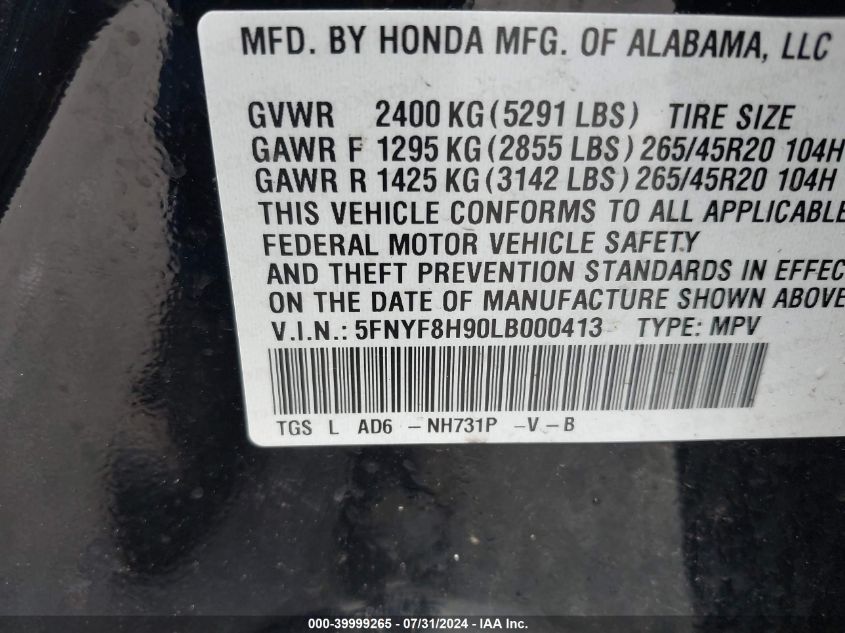 MFD. BY HONDA MFG. OF ALABAMA, LLC
GVWR 2400 KG (5291 LBS) TIRE SIZE
GAWR F 1295 KG (2855 LBS) 265/45R20 104H
GAWR R 1425 KG (3142 LBS) 265/45R20 104H
THIS VEHICLE CONFORMS TO ALL APPLICABLE
FEDERAL MOTOR VEHICLE SAFETY
AND THEFT PREVENTION STANDARDS IN EFFEC
ON THE DATE OF MANUFACTURE SHOWN ABOVE
V.I.N.: 5FNYF8H90LB000413 TYPE: MPV
TGS L AD6 - NH731P - V - B
000-39999265 - 07/31/2024 - IAA Inc.